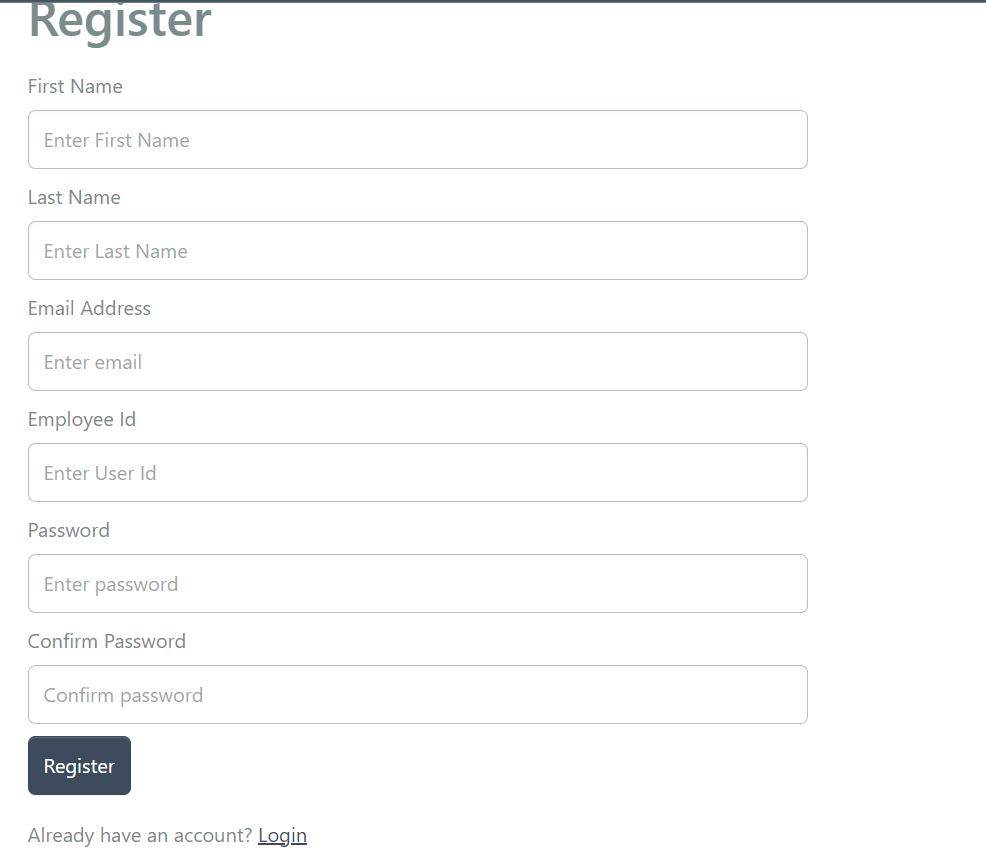 Register
First Name
Enter First Name
Last Name
Enter Last Name
Email Address
Enter email
Employee Id
Enter User Id
Password
Enter password
Confirm Password
Confirm password
Register
Already have an account? Login